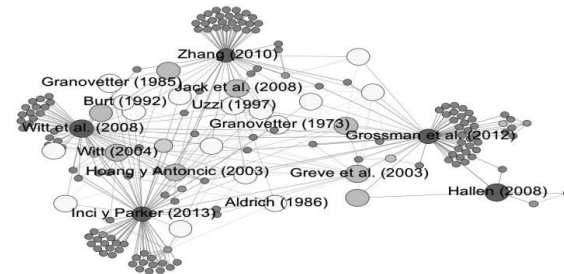 Zhang (2010)
Granovetter (1985)
Jack et al. (2008)
Burt (1992)
Uzzi (1997)
Witt et al. (2008)
Granovetter (1973)
Grossman et al. (2012)
Witt (2004)
Hoang y Antoncic (2003)
Greve et al. (2003)
Hallen (2008)
Aldrich (1986)
Inci y Parker (2013)